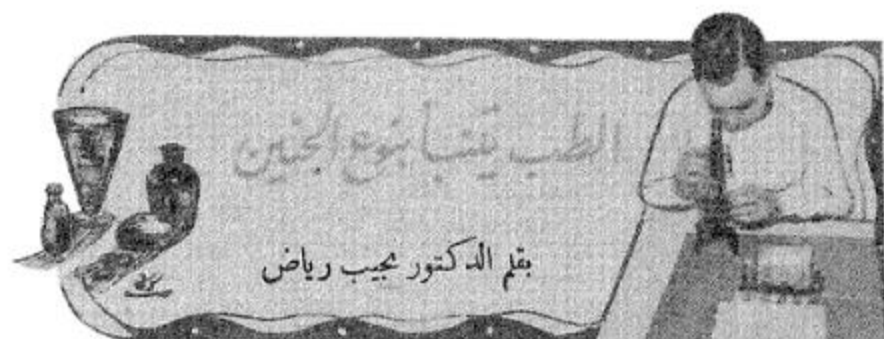 الطب يتنبأ بنوع الجنين
بقلم الدكتور نجيب رياض